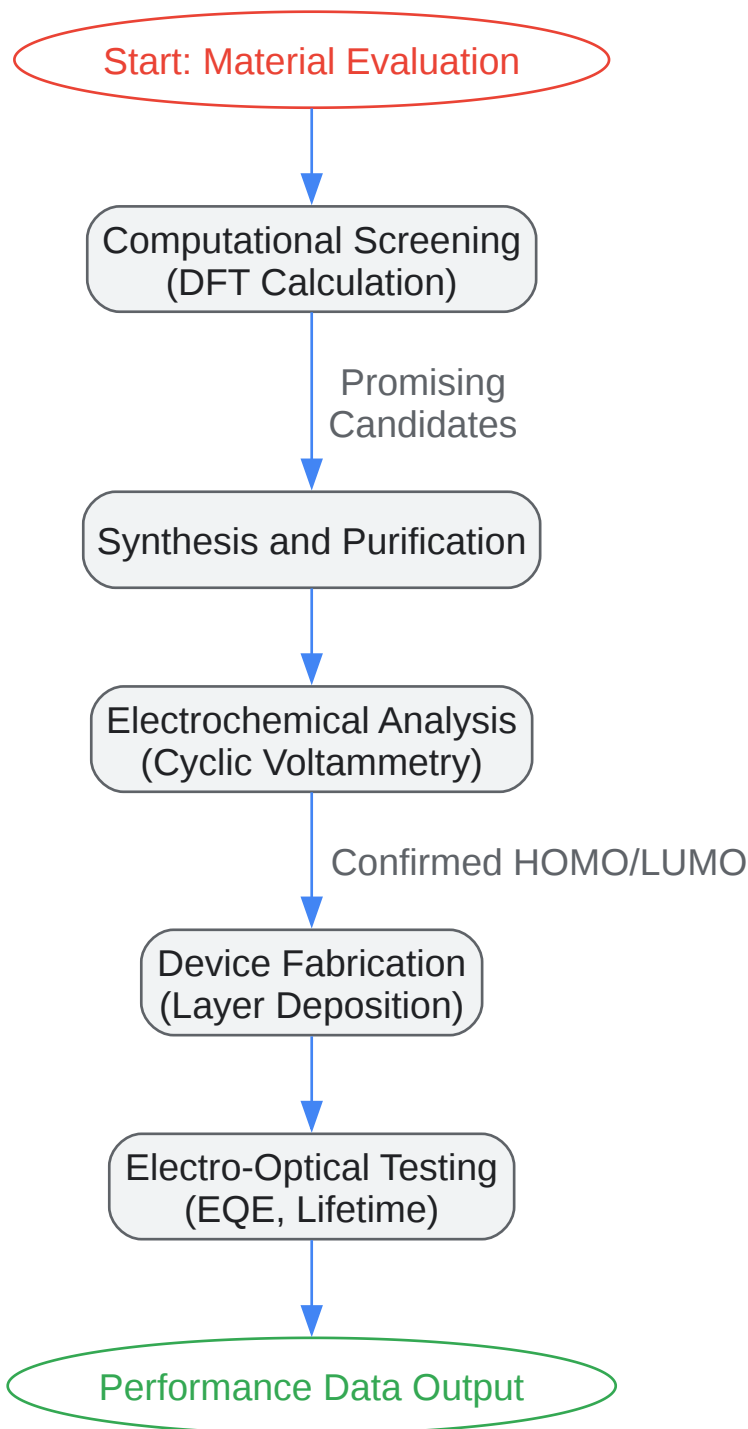 Start: Material Evaluation
Computational Screening
(DFT Calculation)
Promising
Candidates
Synthesis and Purification
Electrochemical Analysis
(Cyclic Voltammetry)
Confirmed HOMO/LUMO
Device Fabrication
(Layer Deposition)
Electro-Optical Testing
(EQE, Lifetime)
Performance Data Output